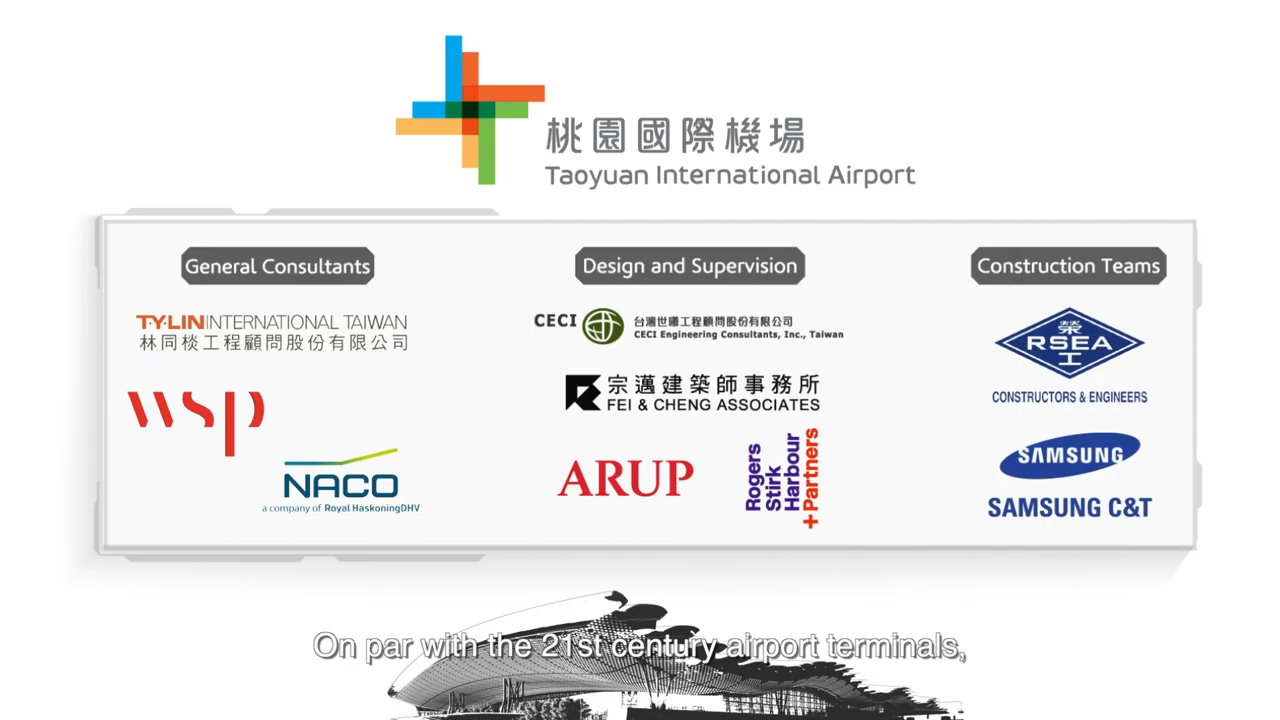 桃園國際機場
Taoyuan International Airport
General Consultants
T·Y·LIN INTERNATIONAL TAIWAN
林同棪工程顧問股份有限公司
wsp
NACO
a company of Royal HaskoningDHV
Design and Supervision
CECI
台灣世曦工程顧問股份有限公司
CECI Engineering Consultants, Inc., Taiwan
宗邁建築師事務所
FEI & CHENG ASSOCIATES
ARUP
Rogers
Stirk
Harbour
+Partners
Construction Teams
榮
RSEA
工
CONSTRUCTORS & ENGINEERS
SAMSUNG
SAMSUNG C&T
On par with the 21st century airport terminals,